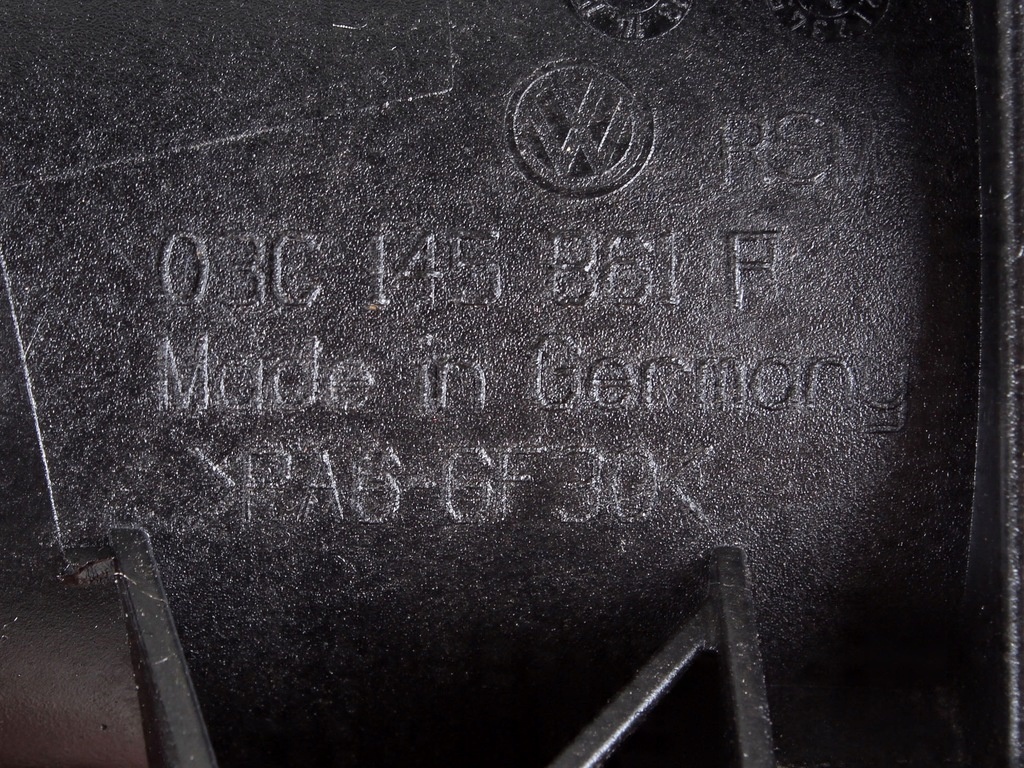 03C 145 861 F
Made in Germany
>PA6-GF30<